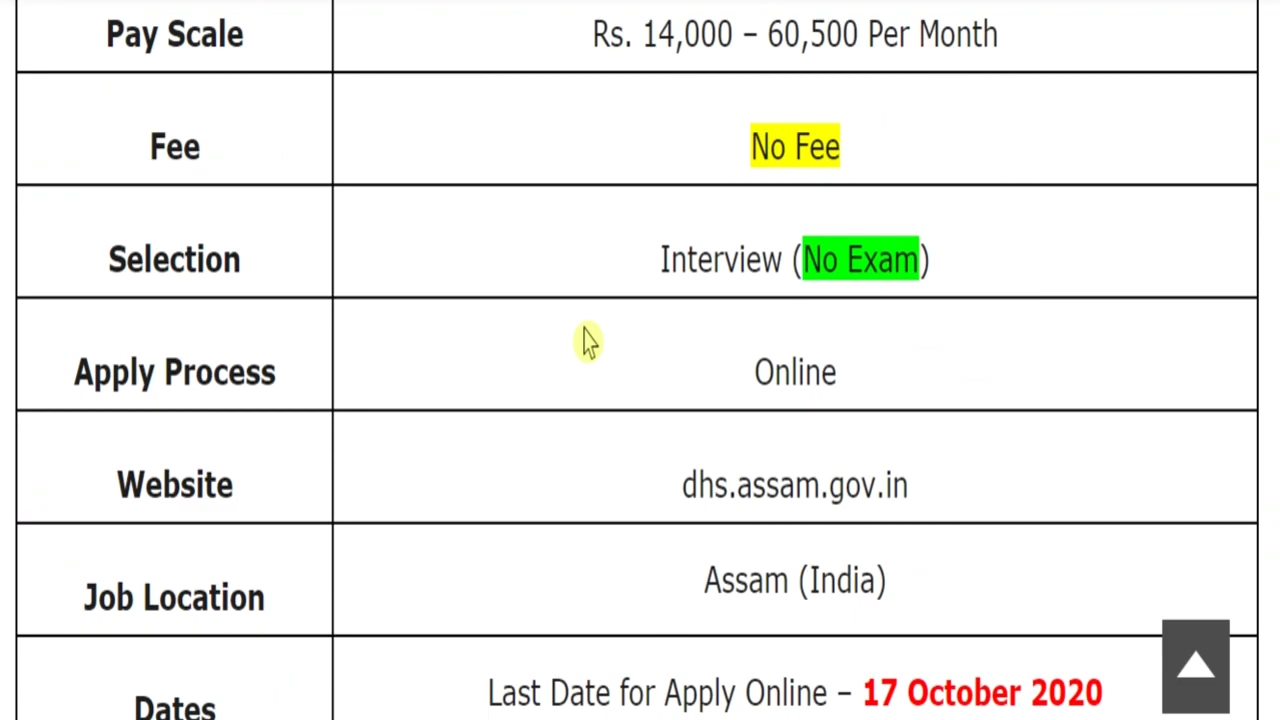 Pay Scale Rs. 14,000 – 60,500 Per Month
Fee No Fee
Selection Interview (No Exam)
Apply Process Online
Website dhs.assam.gov.in
Job Location Assam (India)
Dates Last Date for Apply Online – 17 October 2020